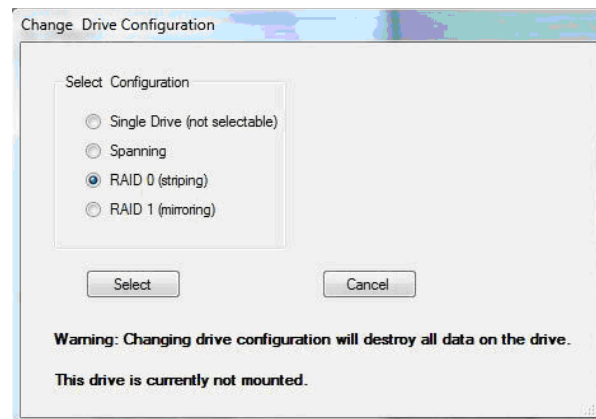 Change Drive Configuration
Select Configuration
Single Drive (not selectable)
Spanning
RAID 0 (striping)
RAID 1 (mirroring)
Select
Cancel
Warning: Changing drive configuration will destroy all data on the drive.
This drive is currently not mounted.